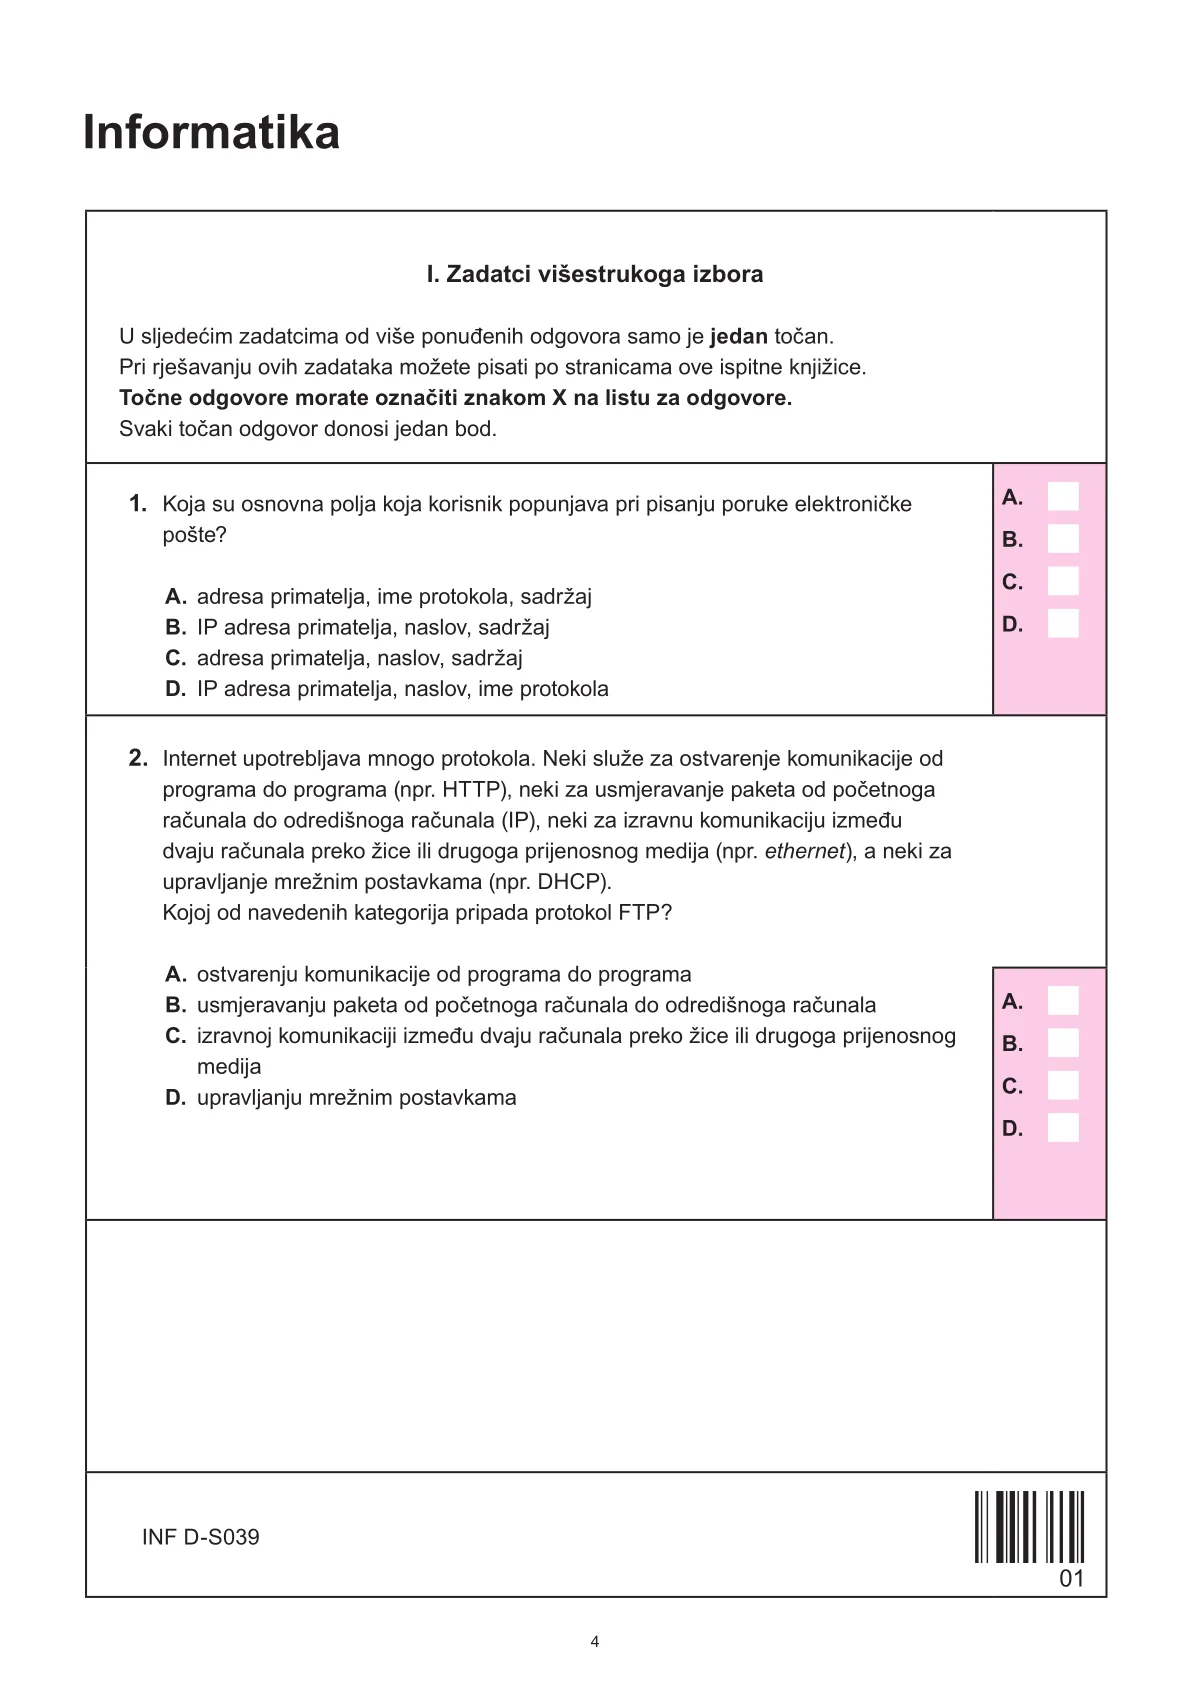 Informatika
I. Zadatci višestrukoga izbora
U sljedećim zadatcima od više ponuđenih odgovora samo je jedan točan.
Pri rješavanju ovih zadataka možete pisati po stranicama ove ispitne knjižice.
Točne odgovore morate označiti znakom X na listu za odgovore.
Svaki točan odgovor donosi jedan bod.
1. Koja su osnovna polja koja korisnik popunjava pri pisanju poruke elektroničke
pošte?
A. adresa primatelja, ime protokola, sadržaj
B. IP adresa primatelja, naslov, sadržaj
C. adresa primatelja, naslov, sadržaj
D. IP adresa primatelja, naslov, ime protokola
A.
B.
C.
D.
2. Internet upotrebljava mnogo protokola. Neki služe za ostvarenje komunikacije od
programa do programa (npr. HTTP), neki za usmjeravanje paketa od početnoga
računala do odredišnoga računala (IP), neki za izravnu komunikaciju između
dvaju računala preko žice ili drugoga prijenosnog medija (npr. ethernet), a neki za
upravljanje mrežnim postavkama (npr. DHCP).
Kojoj od navedenih kategorija pripada protokol FTP?
A. ostvarenju komunikacije od programa do programa
B. usmjeravanju paketa od početnoga računala do odredišnoga računala
C. izravnoj komunikaciji između dvaju računala preko žice ili drugoga prijenosnog
medija
D. upravljanju mrežnim postavkama
A.
B.
C.
D.
INF D-S039
01
4